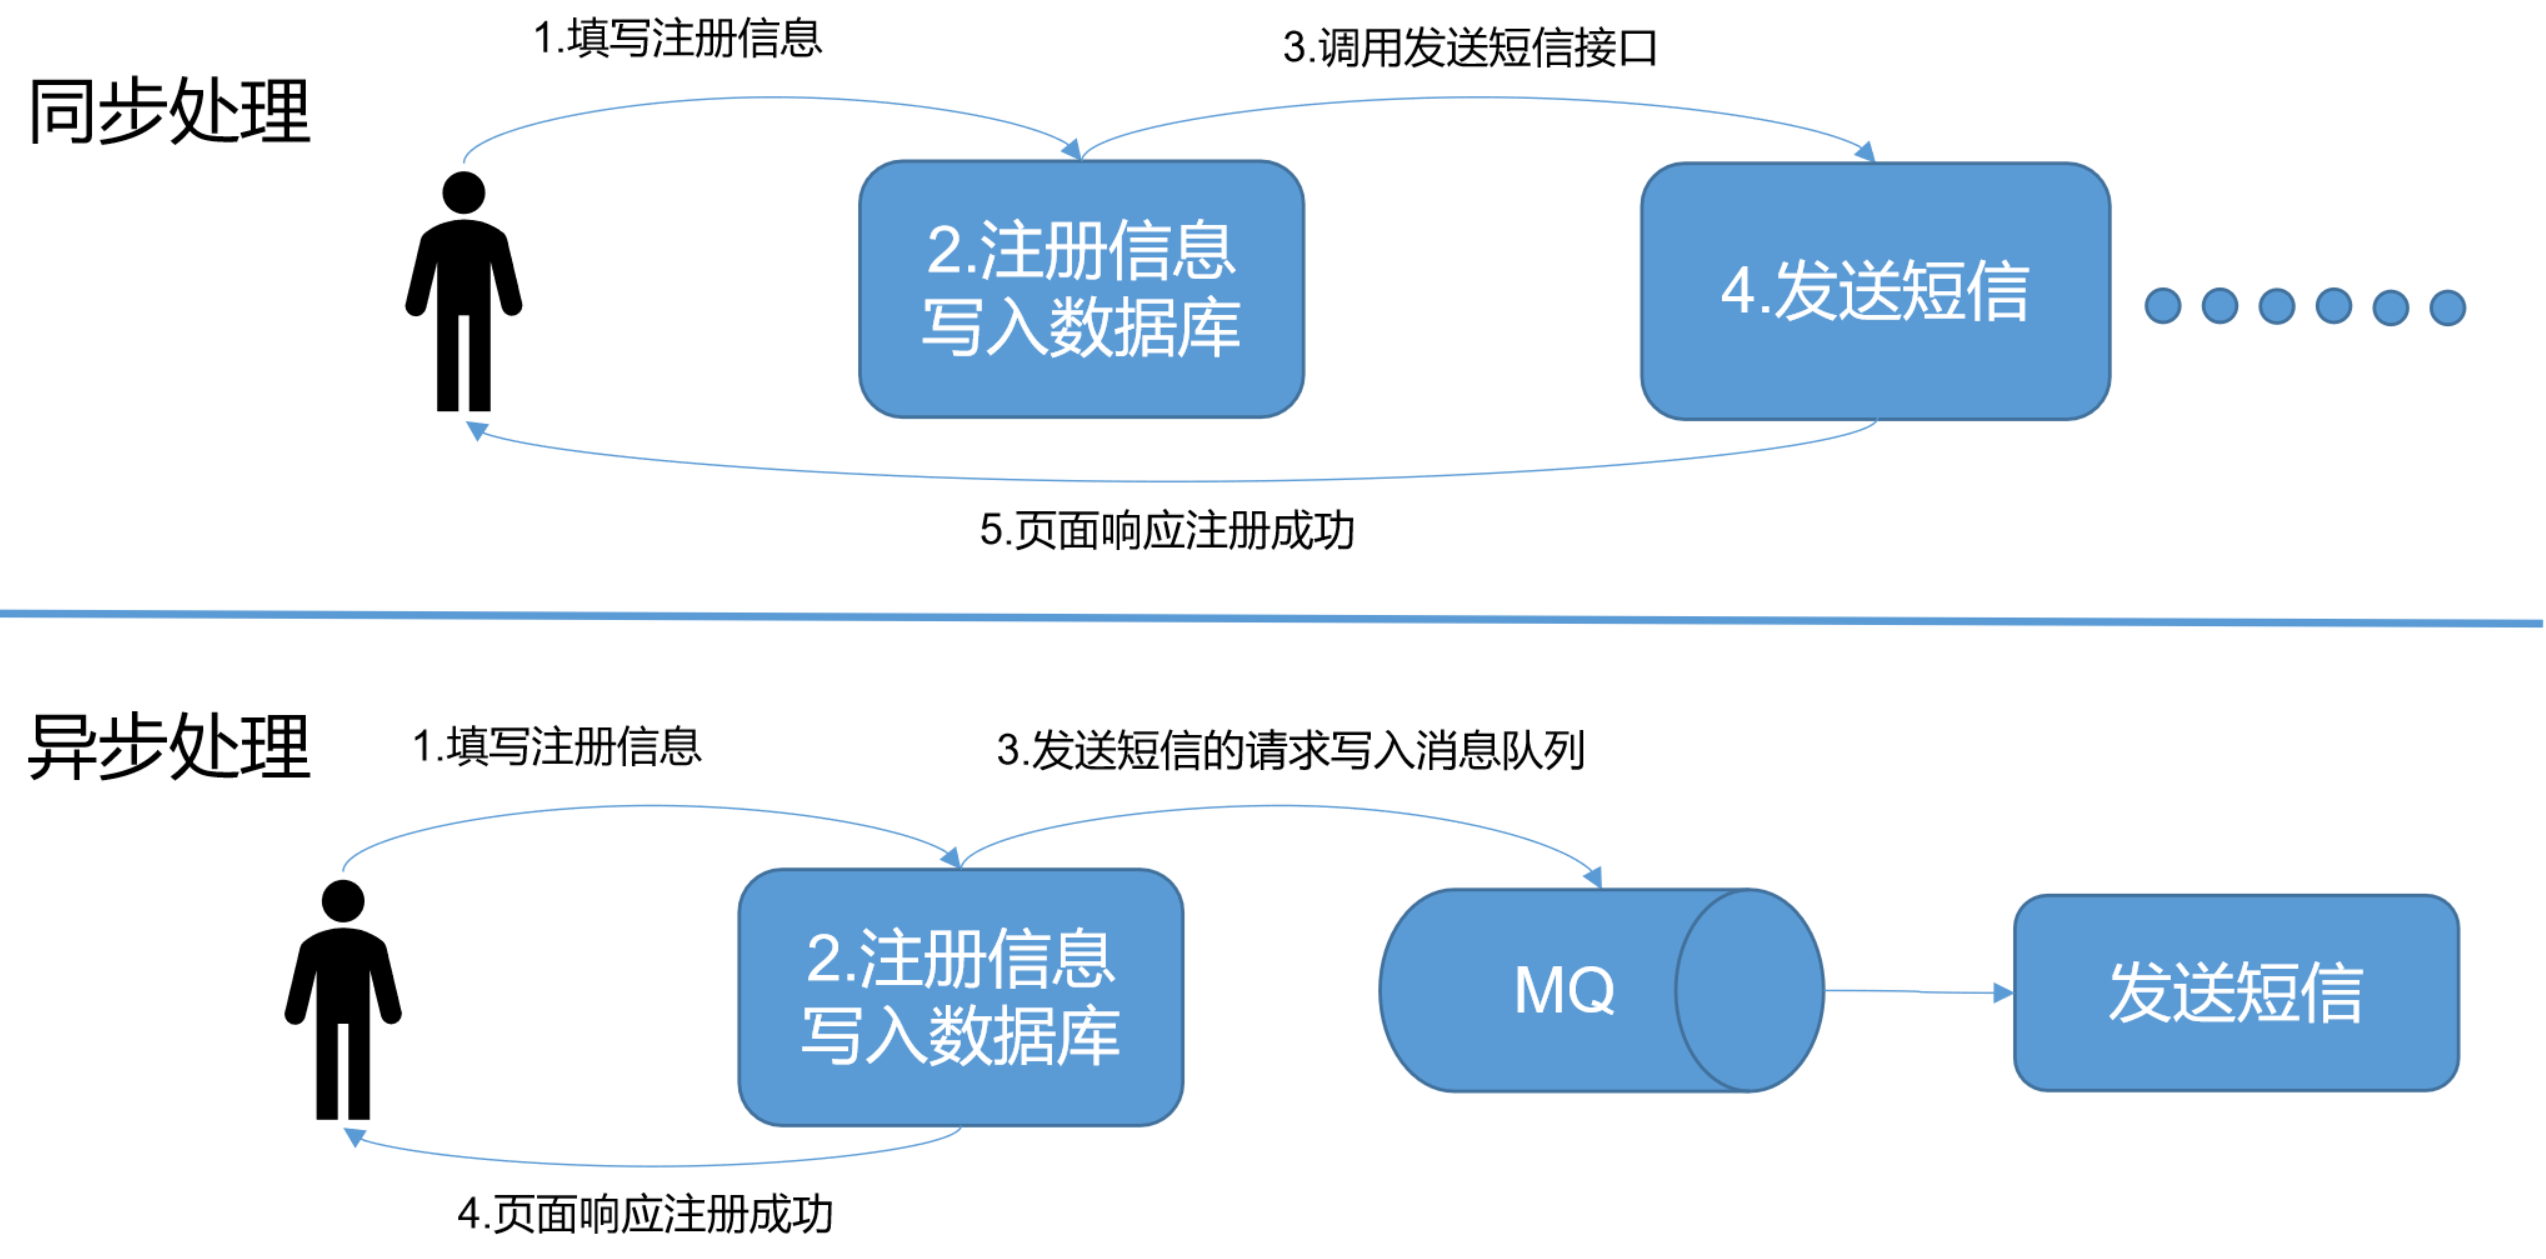 同步处理
1.填写注册信息
3.调用发送短信接口
2.注册信息
写入数据库
4.发送短信
5.页面响应注册成功
异步处理
1.填写注册信息
3.发送短信的请求写入消息队列
2.注册信息
写入数据库
MQ
发送短信
4.页面响应注册成功